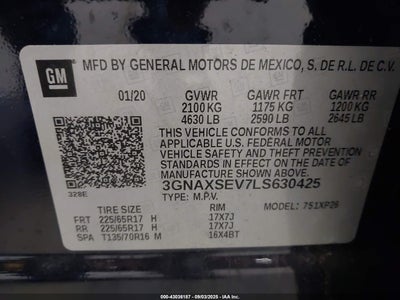 GM
MFD BY GENERAL MOTORS DE MEXICO, S. DE R.L. DE C.V.
01/20 GVWR GAWR FRT GAWR RR
2100 KG 1175 KG 1200 KG
4630 LB 2590 LB 2645 LB
THIS VEHICLE CONFORMS TO ALL
APPLICABLE U.S. FEDERAL MOTOR
VEHICLE SAFETY AND THEFT PREVENTION
STANDARDS IN EFFECT ON THE DATE OF
MANUFACTURE SHOWN ABOVE.
328E 3GNAXSEV7LS630425
TYPE: M.P.V. MODEL: 751XP26
TIRE SIZE RIM
FRT 225/65R17 H 17X7J
RR 225/65R17 H 17X7J
SPA T135/70R16 M 16X4BT
© IAA (#43036187 - 09/03/2025 - IAAI.com)